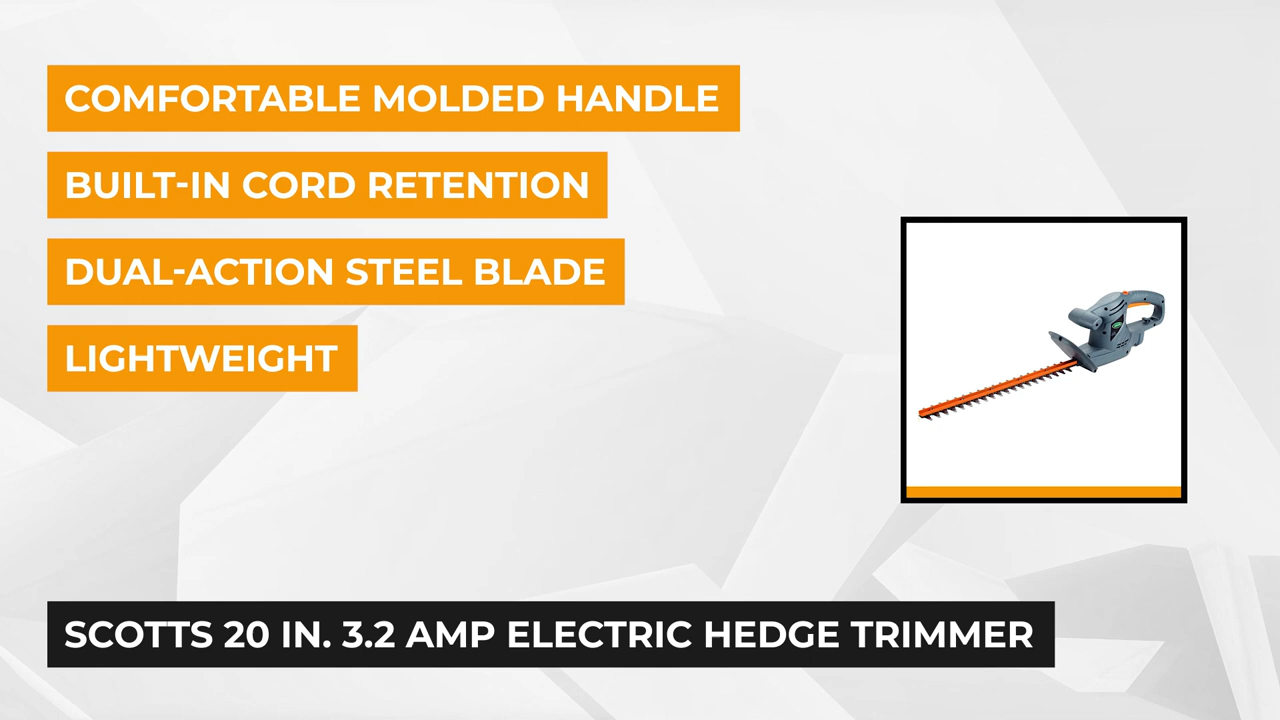 COMFORTABLE MOLDED HANDLE
BUILT-IN CORD RETENTION
DUAL-ACTION STEEL BLADE
LIGHTWEIGHT
SCOTTS 20 IN. 3.2 AMP ELECTRIC HEDGE TRIMMER